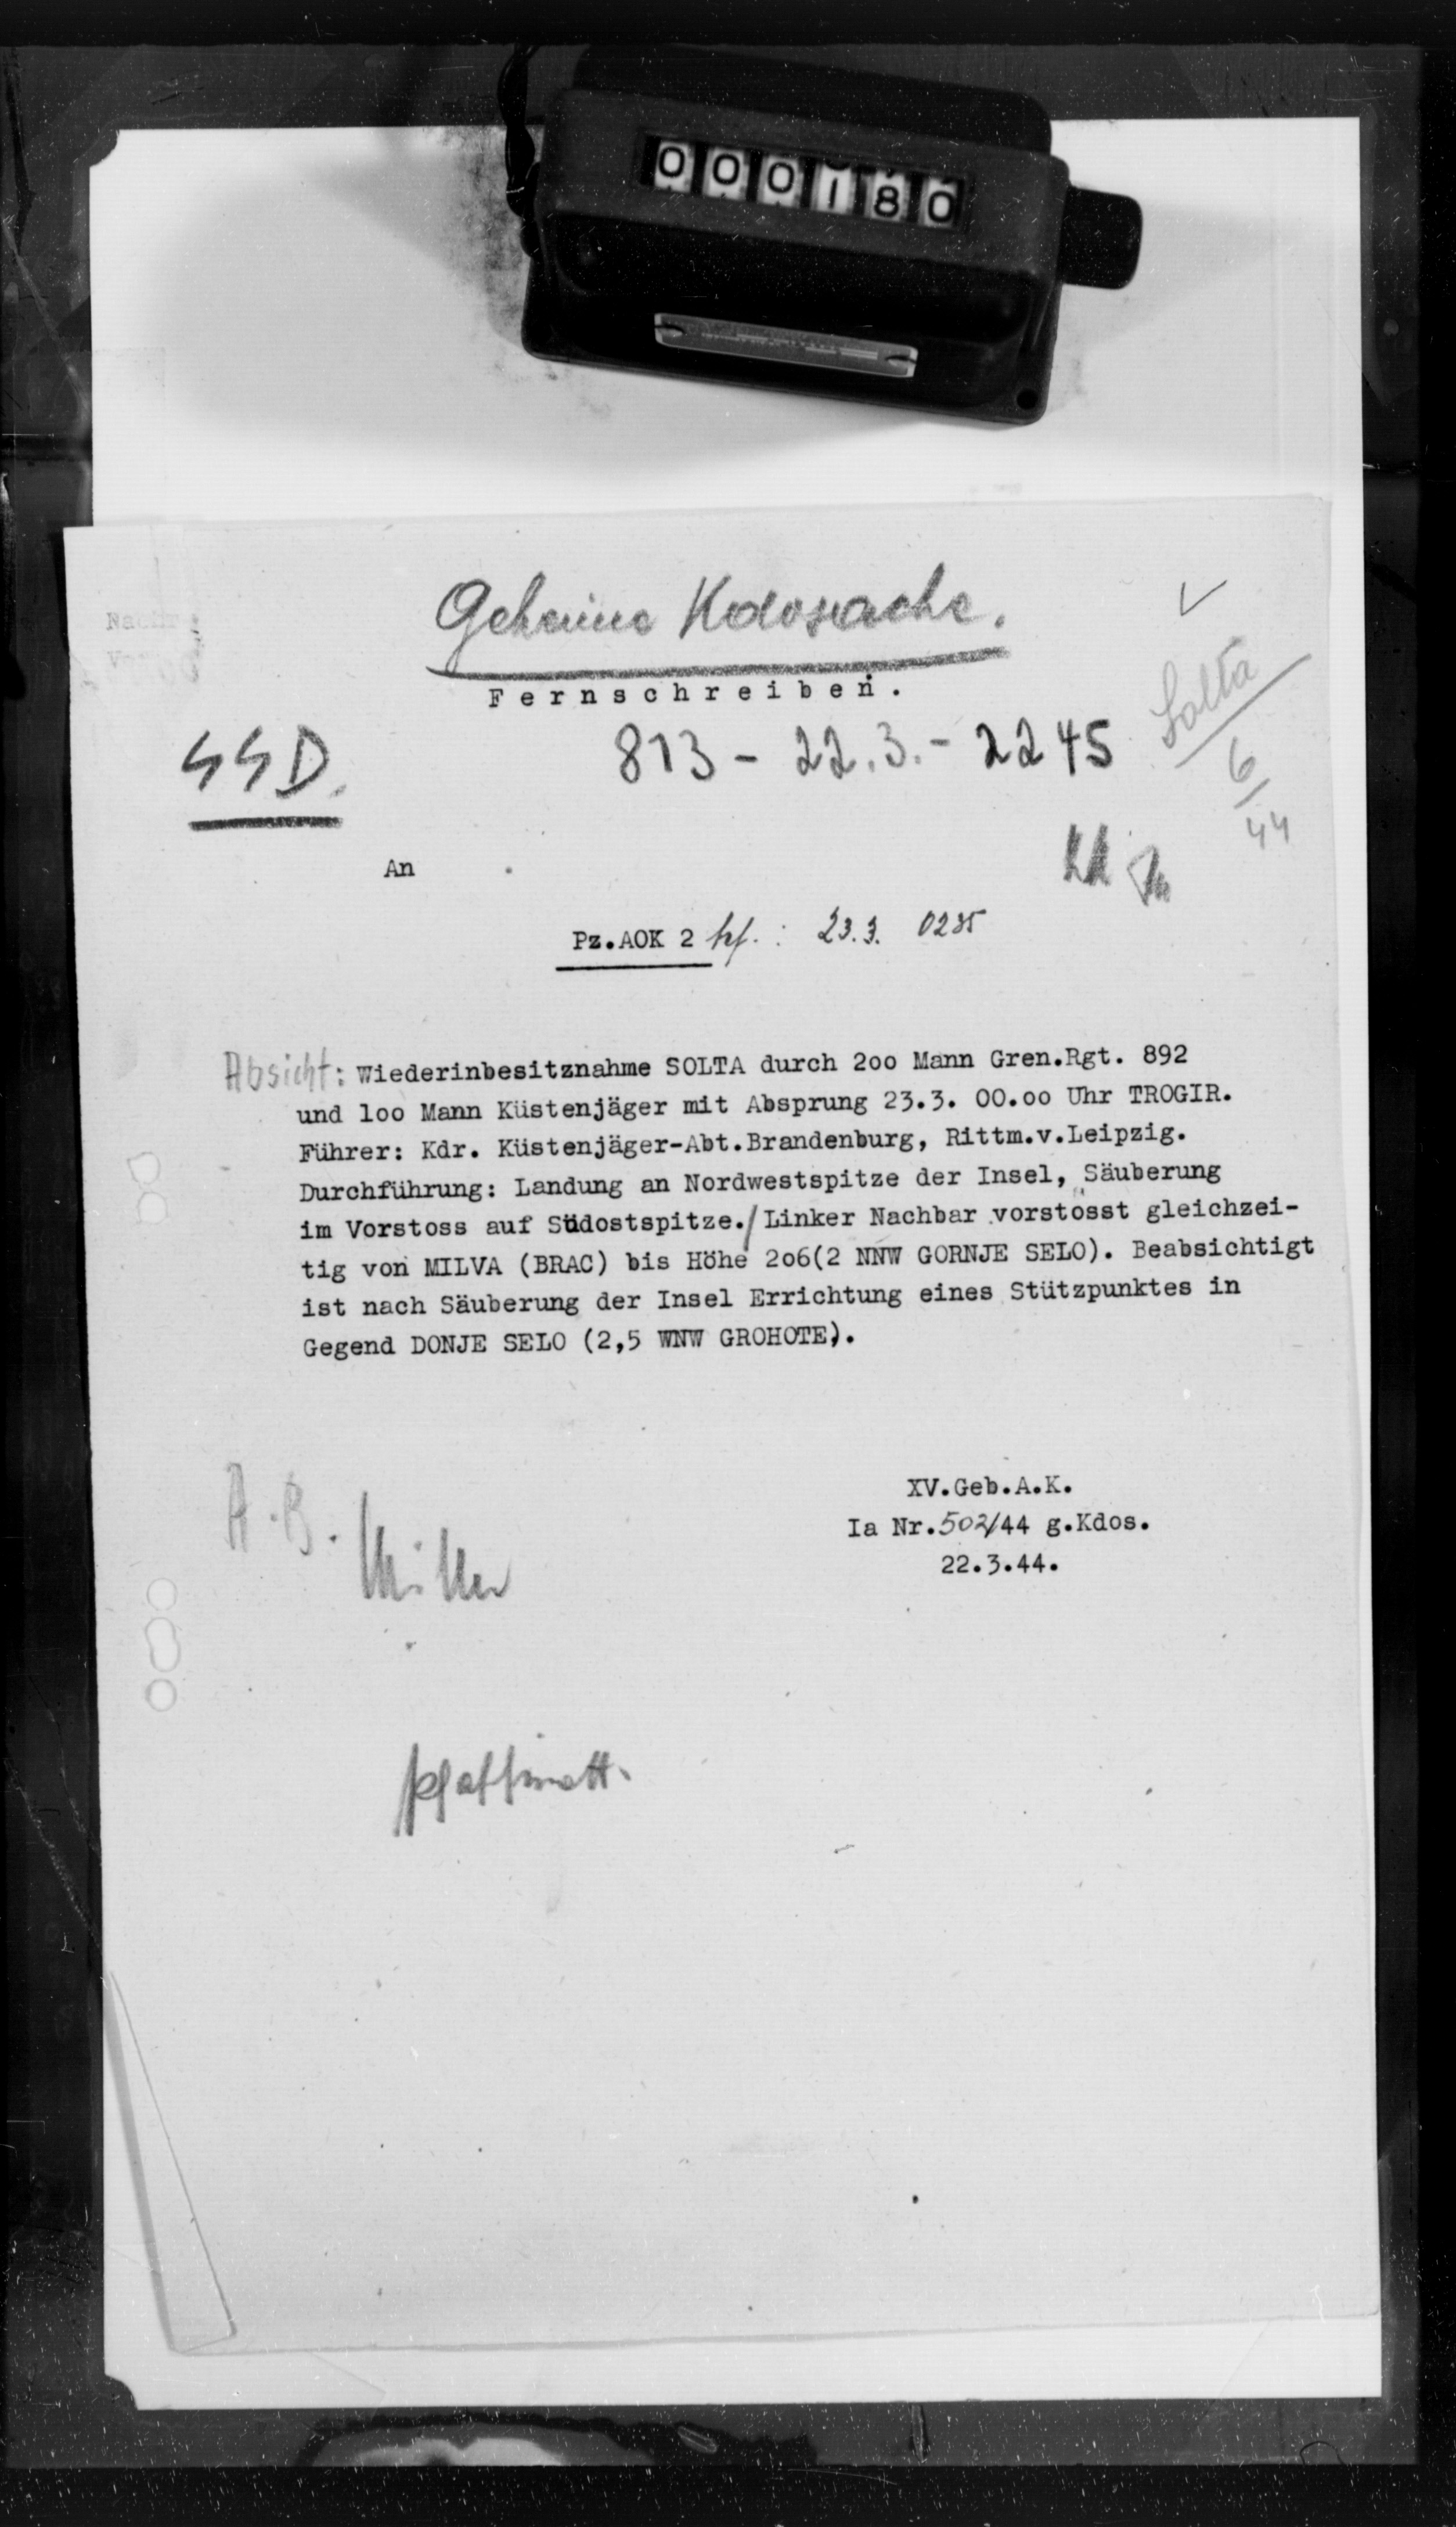 000180
Geheime Kdosache.
Fernschreiben.
SSD.
813 - 22.3. - 2245
Solta
6
44
An
Pz.AOK 2 23.3. 0235
Absicht: Wiederinbesitznahme SOLTA durch 2oo Mann Gren.Rgt. 892
und loo Mann Küstenjäger mit Absprung 23.3. 00.oo Uhr TROGIR.
Führer: Kdr. Küstenjäger-Abt.Brandenburg, Rittm.v.Leipzig.
Durchführung: Landung an Nordwestspitze der Insel, Säuberung
im Vorstoss auf Südostspitze./Linker Nachbar vorstösst gleichzei-
tig von MILVA (BRAC) bis Höhe 2o6(2 NNW GORNJE SELO). Beabsichtigt
ist nach Säuberung der Insel Errichtung eines Stützpunktes in
Gegend DONJE SELO (2,5 WNW GROHOTE).
XV.Geb.A.K.
Ia Nr.502/44 g.Kdos.
22.3.44.
A.B.
Müller